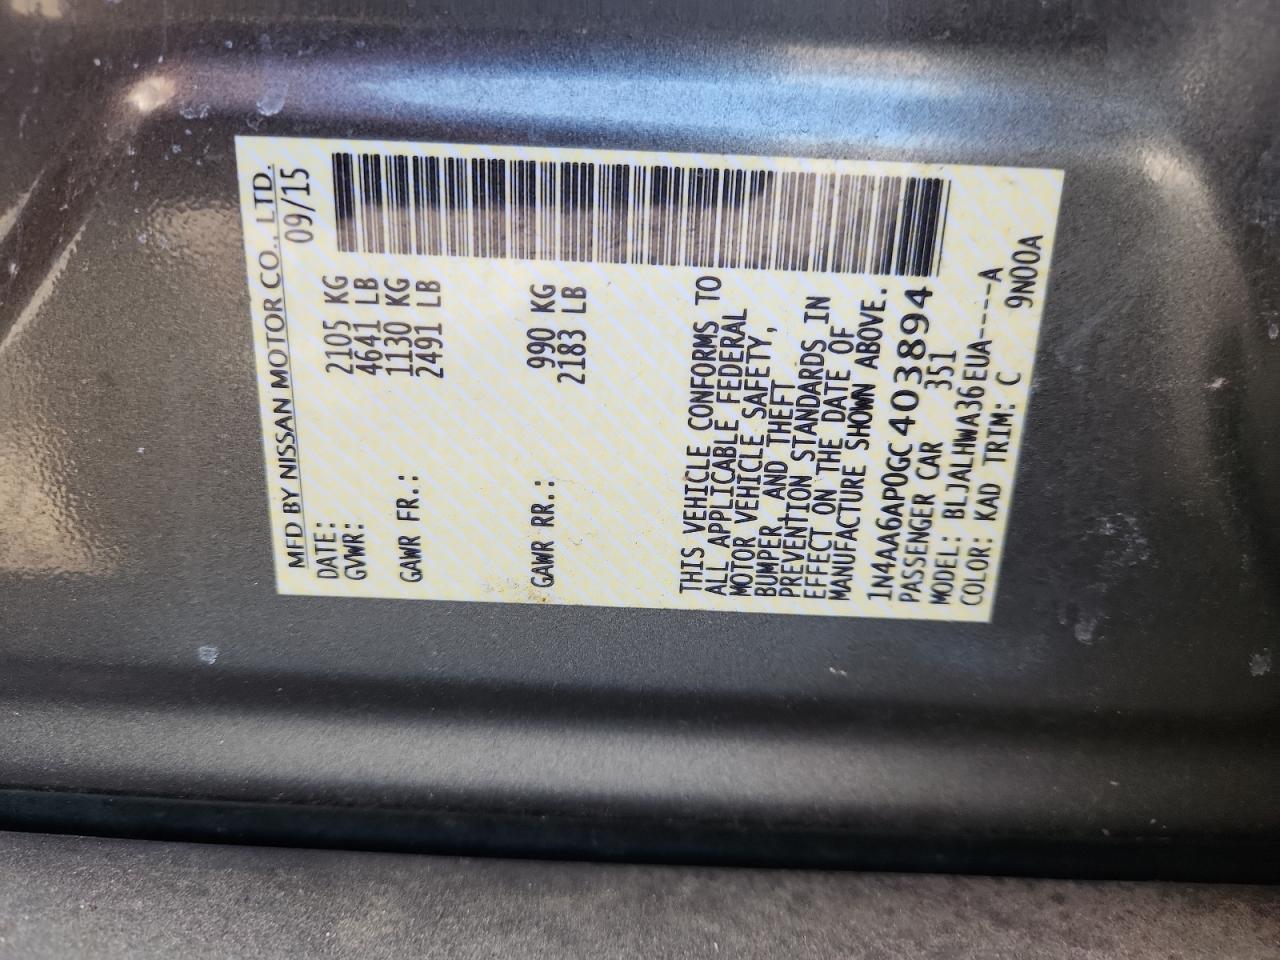 MFD BY NISSAN MOTOR CO., LTD.
DATE: 09/15
GVWR: 2105 KG
4641 LB
GAWR FR.: 1130 KG
2491 LB
GAWR RR.: 990 KG
2183 LB
THIS VEHICLE CONFORMS TO
ALL APPLICABLE FEDERAL
MOTOR VEHICLE SAFETY,
BUMPER, AND THEFT
PREVENTION STANDARDS IN
EFFECT ON THE DATE OF
MANUFACTURE SHOWN ABOVE.
1N4AA6AP0GC403894
PASSENGER CAR 351
MODEL: BLJALHWA36EUA----A
COLOR: KAD TRIM: C 9N00A